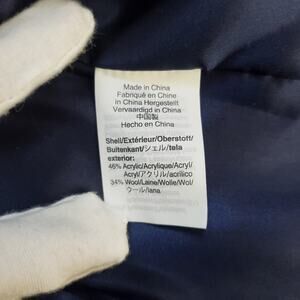 Made in China
Fabriqué en Chine
in China Hergestellt
Vervaardigd in China
中国製
Hecho en China
Shell/Extérieur/Oberstoff/
Buitenkant/シェル/tela
exterior:
46% Acrylic/Acrylique/Acryl/
Acryl/アクリル/acrílico
34% Wool/Laine/Wolle/Wol/
ウール/lana